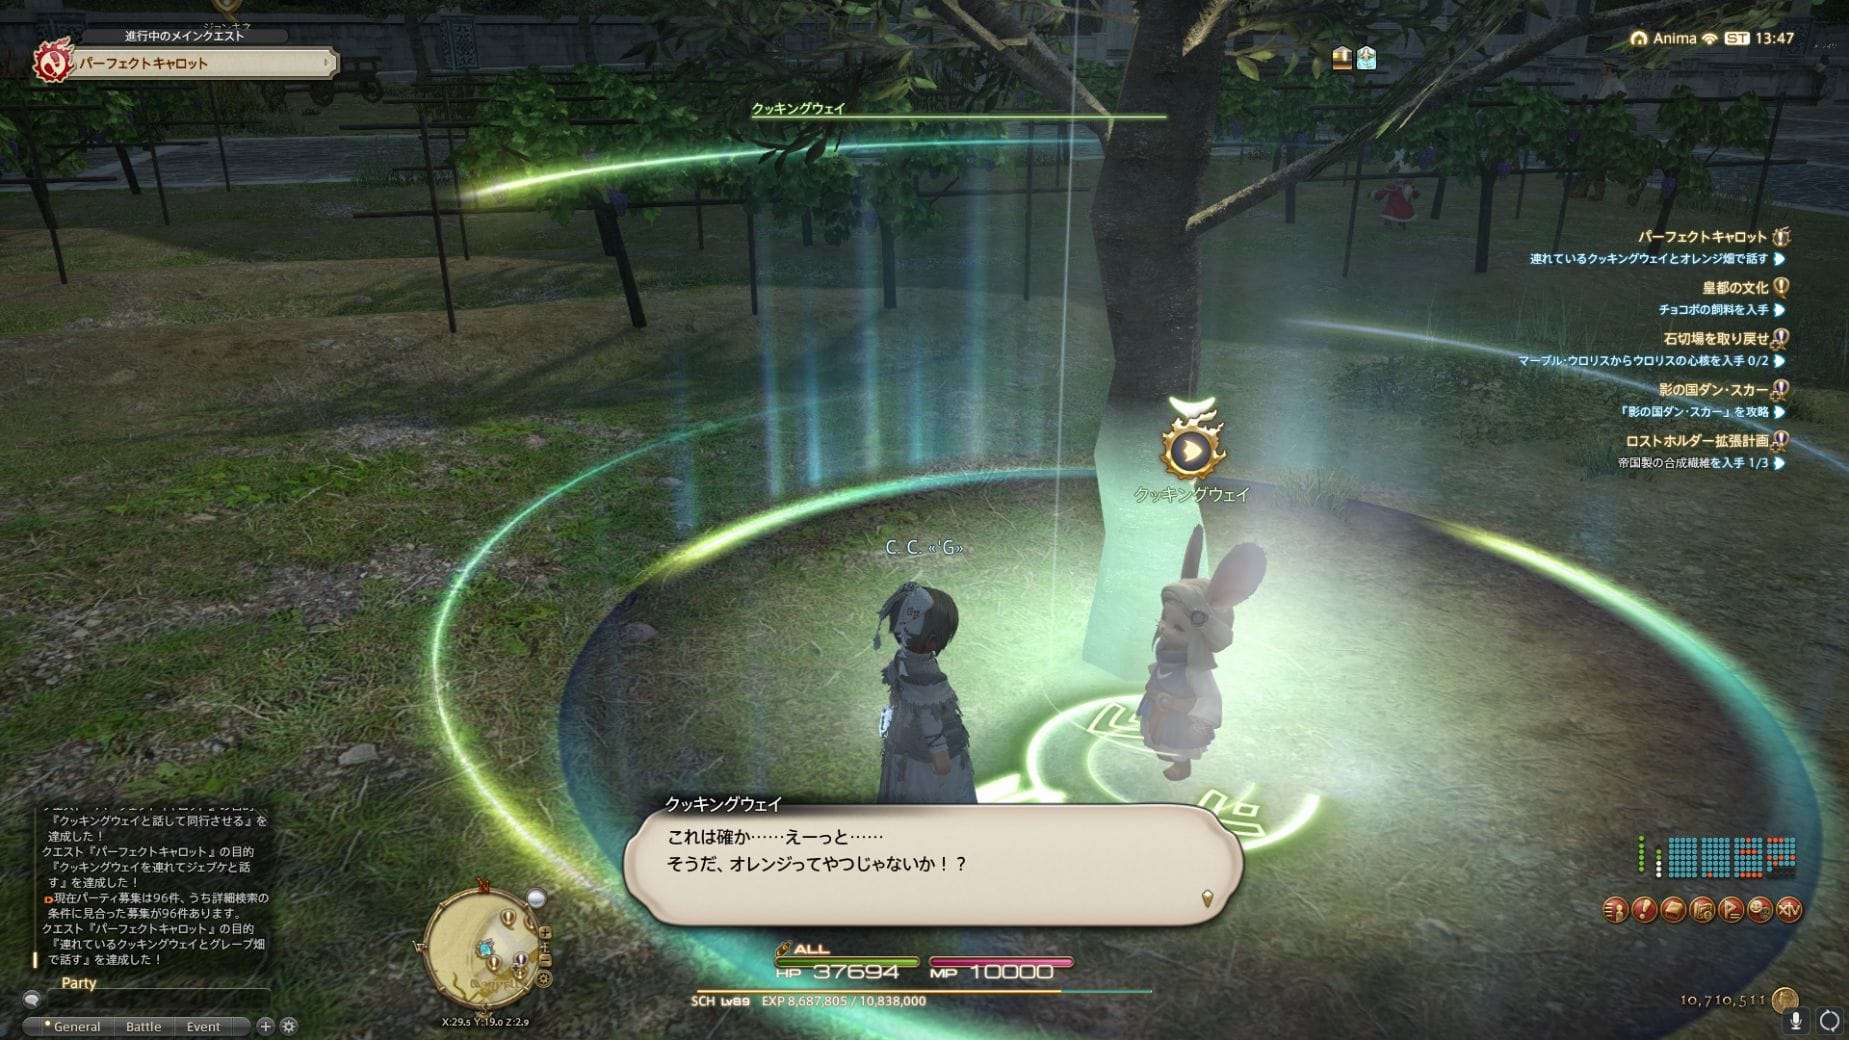 進行中のメインクエスト
パーフェクトキャロット
クッキングウェイ
Anima ST 13:47
パーフェクトキャロット
連れているクッキングウェイとオレンジ畑で話す
皇都の文化
チョコボの飼料を入手
石切場を取り戻せ
マーブル・ウロリスからウロリスの心核を入手 0/2
影の国ダン・スカー
「影の国ダン・スカー」を攻略
ロストホルダー拡張計画
帝国製の合成繊維を入手 1/3
クッキングウェイ
C. C. «'G»
クッキングウェイ
これは確か……えーっと……
そうだ、オレンジってやつじゃないか！？
『クッキングウェイと話して同行させる』を
達成した！
クエスト『パーフェクトキャロット』の目的
『クッキングウェイを連れてジェブケと話
す』を達成した！
現在パーティ募集は96件、うち詳細検索の
条件に見合った募集が96件あります。
クエスト『パーフェクトキャロット』の目的
『連れているクッキングウェイとグレープ畑
で話す』を達成した！
Party
General Battle Event
X:29.5 Y:19.0 Z:2.9
ALL
HP 37694 MP 10000
SCH Lv89 EXP 8,687,805 / 10,838,000
10,710,511
XIV